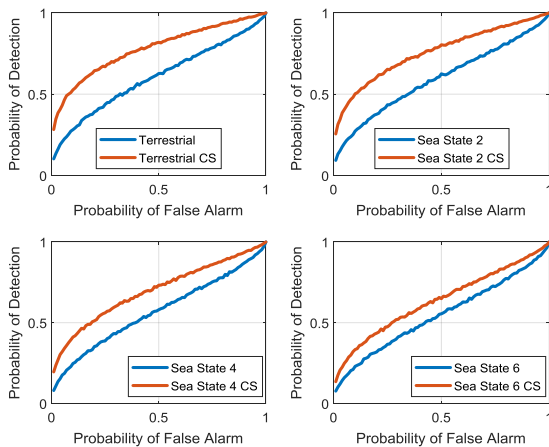 1
0.5
0
0
0.5
1
Probability of Detection
Probability of False Alarm
Terrestrial
Terrestrial CS
1
0.5
0
0
0.5
1
Probability of Detection
Probability of False Alarm
Sea State 2
Sea State 2 CS
1
0.5
0
0
0.5
1
Probability of Detection
Probability of False Alarm
Sea State 4
Sea State 4 CS
1
0.5
0
0
0.5
1
Probability of Detection
Probability of False Alarm
Sea State 6
Sea State 6 CS